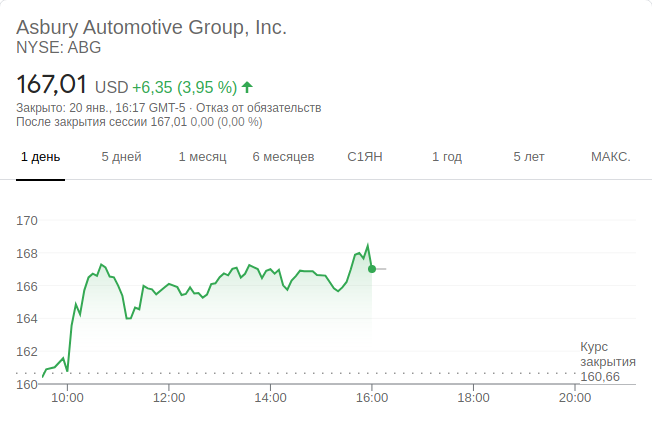 Asbury Automotive Group, Inc.
NYSE: ABG
167,01 USD +6,35 (3,95 %)
Закрыто: 20 янв., 16:17 GMT-5 · Отказ от обязательств
После закрытия сессии 167,01 0,00 (0,00 %)
1 день 5 дней 1 месяц 6 месяцев С1ЯН 1 год 5 лет МАКС.
170
168
166
164
162
Курс
закрытия
160,66
160
10:00 12:00 14:00 16:00 18:00 20:00